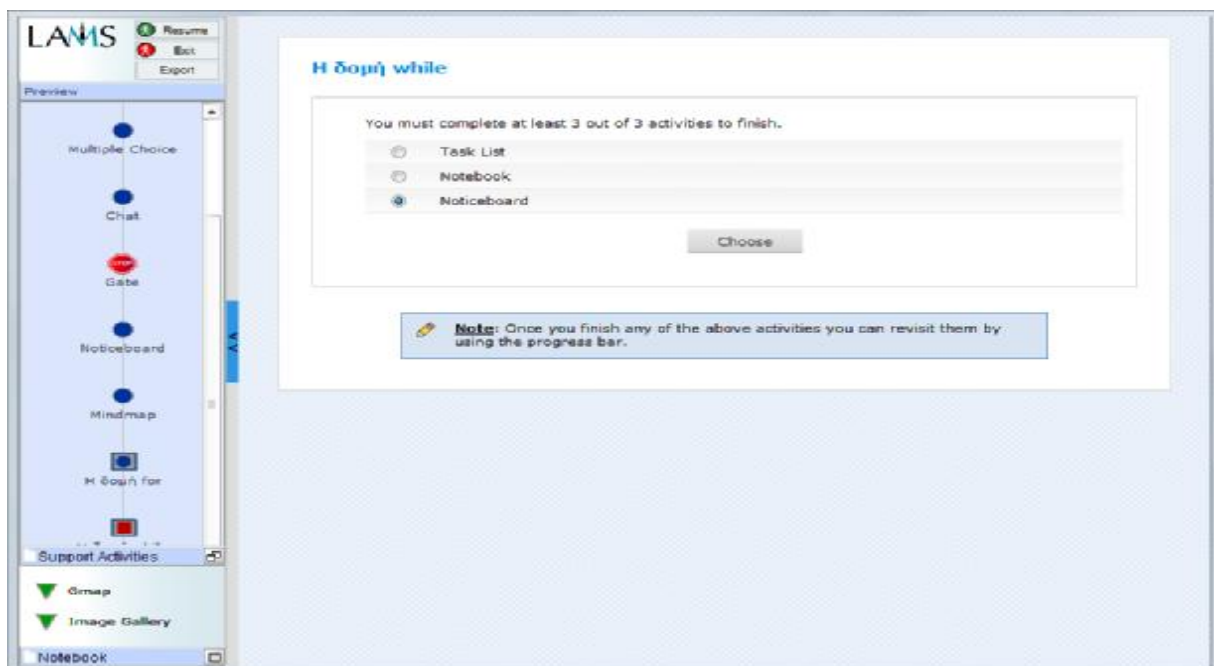 LAMS
Resume
Exit
Export
Preview
Multiple Choice
Chat
Gate
Noticeboard
Mindmap
Η δομή for
Support Activities
Gmap
Image Gallery
Notebook
Η δομή while
You must complete at least 3 out of 3 activities to finish.
Task List
Notebook
Noticeboard
Choose
Note: Once you finish any of the above activities you can revisit them by
using the progress bar.